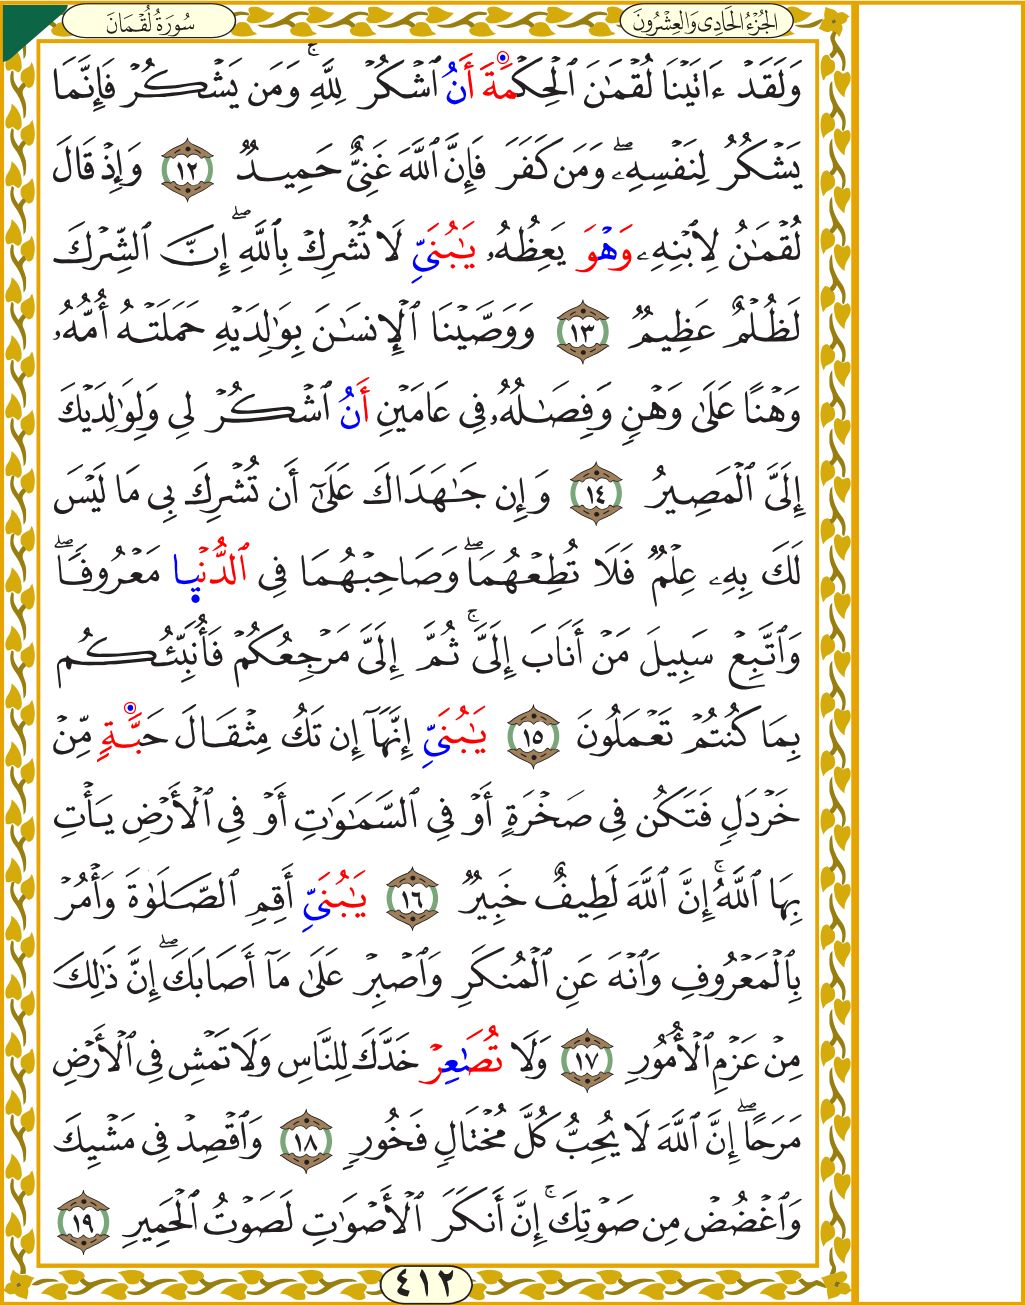 الجُزْءُ الحَادِى وَالعِشْرُونَ
سُورَةُ لُقْمَانَ
وَلَقَدْ ءَاتَيْنَا لُقْمَٰنَ ٱلْحِكْمَةَ أَنُ ٱشْكُرْ لِلَّهِۚ وَمَن يَشْكُرْ فَإِنَّمَا
يَشْكُرُ لِنَفْسِهِۦۖ وَمَن كَفَرَ فَإِنَّ ٱللَّهَ غَنِىٌّ حَمِيدٌ ١٢ وَإِذْ قَالَ
لُقْمَٰنُ لِٱبْنِهِۦ وَهْوَ يَعِظُهُۥ يَٰبُنَىِّ لَا تُشْرِكْ بِٱللَّهِۖ إِنَّ ٱلشِّرْكَ
لَظُلْمٌ عَظِيمٌ ١٣ وَوَصَّيْنَا ٱلْإِنسَٰنَ بِوَٰلِدَيْهِ حَمَلَتْهُ أُمُّهُۥ
وَهْنًا عَلَىٰ وَهْنٍ وَفِصَٰلُهُۥ فِى عَامَيْنِ أَنُ ٱشْكُرْ لِى وَلِوَٰلِدَيْكَ
إِلَىَّ ٱلْمَصِيرُ ١٤ وَإِن جَٰهَدَاكَ عَلَىٰٓ أَن تُشْرِكَ بِى مَا لَيْسَ
لَكَ بِهِۦ عِلْمٌ فَلَا تُطِعْهُمَاۖ وَصَاحِبْهُمَا فِى ٱلدُّنْيَا مَعْرُوفًاۖ
وَٱتَّبِعْ سَبِيلَ مَنْ أَنَابَ إِلَىَّۚ ثُمَّ إِلَىَّ مَرْجِعُكُمْ فَأُنَبِّئُكُم
بِمَا كُنتُمْ تَعْمَلُونَ ١٥ يَٰبُنَىِّ إِنَّهَآ إِن تَكُ مِثْقَالَ حَبَّةٍ مِّنْ
خَرْدَلٍ فَتَكُن فِى صَخْرَةٍ أَوْ فِى ٱلسَّمَٰوَٰتِ أَوْ فِى ٱلْأَرْضِ يَأْتِ
بِهَا ٱللَّهُۚ إِنَّ ٱللَّهَ لَطِيفٌ خَبِيرٌ ١٦ يَٰبُنَىِّ أَقِمِ ٱلصَّلَوٰةَ وَأْمُرْ
بِٱلْمَعْرُوفِ وَٱنْهَ عَنِ ٱلْمُنكَرِ وَٱصْبِرْ عَلَىٰ مَآ أَصَابَكَۖ إِنَّ ذَٰلِكَ
مِنْ عَزْمِ ٱلْأُمُورِ ١٧ وَلَا تُصَٰعِرْ خَدَّكَ لِلنَّاسِ وَلَا تَمْشِ فِى ٱلْأَرْضِ
مَرَحًاۖ إِنَّ ٱللَّهَ لَا يُحِبُّ كُلَّ مُخْتَالٍ فَخُورٍ ١٨ وَٱقْصِدْ فِى مَشْيِكَ
وَٱغْضُضْ مِن صَوْتِكَۚ إِنَّ أَنكَرَ ٱلْأَصْوَٰتِ لَصَوْتُ ٱلْحَمِيرِ ١٩
٤١٢